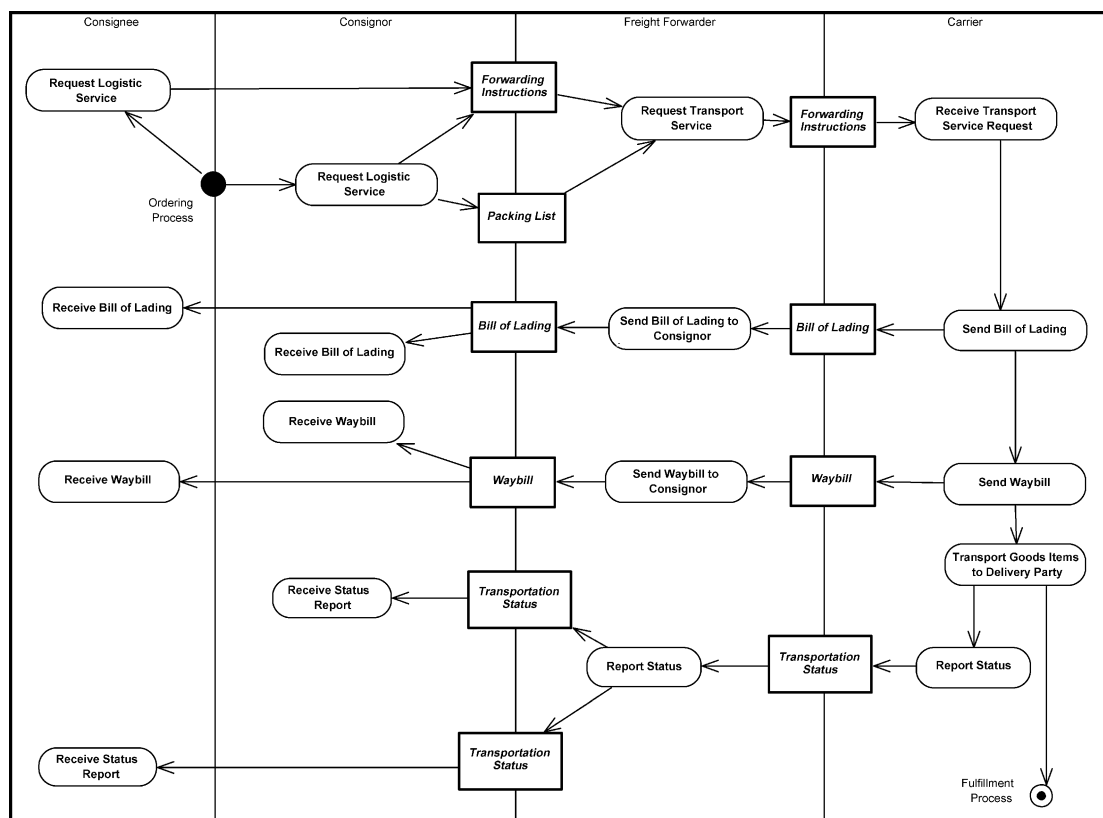 Consignee
Consignor
Freight Forwarder
Carrier
Request Logistic
Service
Forwarding
Instructions
Request Transport
Service
Forwarding
Instructions
Receive Transport
Service Request
Ordering
Process
Request Logistic
Service
Packing List
Receive Bill of Lading
Receive Bill of Lading
Bill of Lading
Send Bill of Lading to
Consignor
Bill of Lading
Send Bill of Lading
Receive Waybill
Receive Waybill
Waybill
Send Waybill to
Consignor
Waybill
Send Waybill
Transport Goods Items
to Delivery Party
Receive Status
Report
Transportation
Status
Report Status
Transportation
Status
Report Status
Receive Status
Report
Transportation
Status
Fulfillment
Process